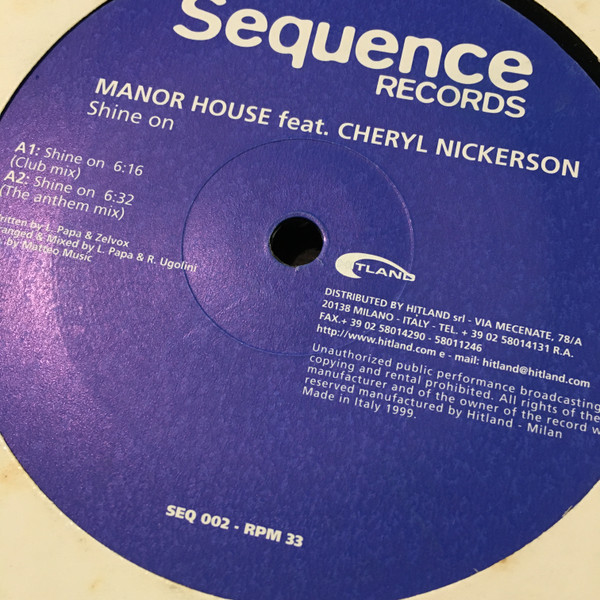 Sequence
RECORDS
MANOR HOUSE feat. CHERYL NICKERSON
Shine on
A1: Shine on 6:16
(Club mix)
A2: Shine on 6:32
(The anthem mix)
ritten by L. Papa & Zelvox
ranged & Mixed by L. Papa & R. Ugolini
. by Matteo Music
TLAND
DISTRIBUTED BY HITLAND srl - VIA MECENATE, 78/A
20138 MILANO - ITALY - TEL. + 39 02 58014131 R.A.
FAX.+ 39 02 58014290 - 58011246
http://www.hitland.com e - mail: hitland@hitland.com
Unauthorized public performance broadcasting
copying and rental prohibited. All rights of the
manufacturer and of the owner of the record w
reserved manufactured by Hitland - Milan
Made in Italy 1999.
SEQ 002 - RPM 33